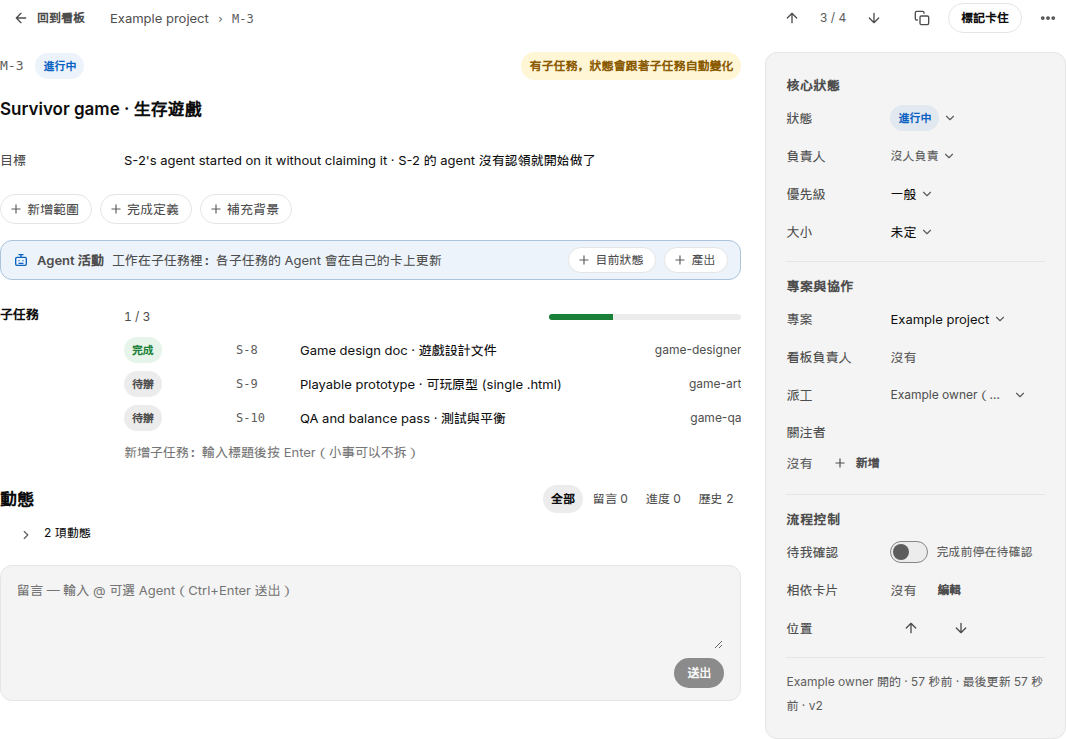 回到看板 Example project › M-3 3 / 4 標記卡住
M-3 進行中 有子任務，狀態會跟著子任務自動變化
Survivor game · 生存遊戲
目標 S-2's agent started on it without claiming it · S-2 的 agent 沒有認領就開始做了
+ 新增範圍 + 完成定義 + 補充背景
Agent 活動 工作在子任務裡：各子任務的 Agent 會在自己的卡上更新 + 目前狀態 + 產出
子任務 1 / 3
完成 S-8 Game design doc · 遊戲設計文件 game-designer
待辦 S-9 Playable prototype · 可玩原型 (single .html) game-art
待辦 S-10 QA and balance pass · 測試與平衡 game-qa
新增子任務：輸入標題後按 Enter（小事可以不拆）
動態 全部 留言 0 進度 0 歷史 2
2 項動態
留言 — 輸入 @ 可選 Agent（Ctrl+Enter 送出）
送出
核心狀態
狀態 進行中
負責人 沒人負責
優先級 一般
大小 未定
專案與協作
專案 Example project
看板負責人 沒有
派工 Example owner（...
關注者
沒有 + 新增
流程控制
待我確認 完成前停在待確認
相依卡片 沒有 編輯
位置
Example owner 開的 · 57 秒前 · 最後更新 57 秒
前 · v2